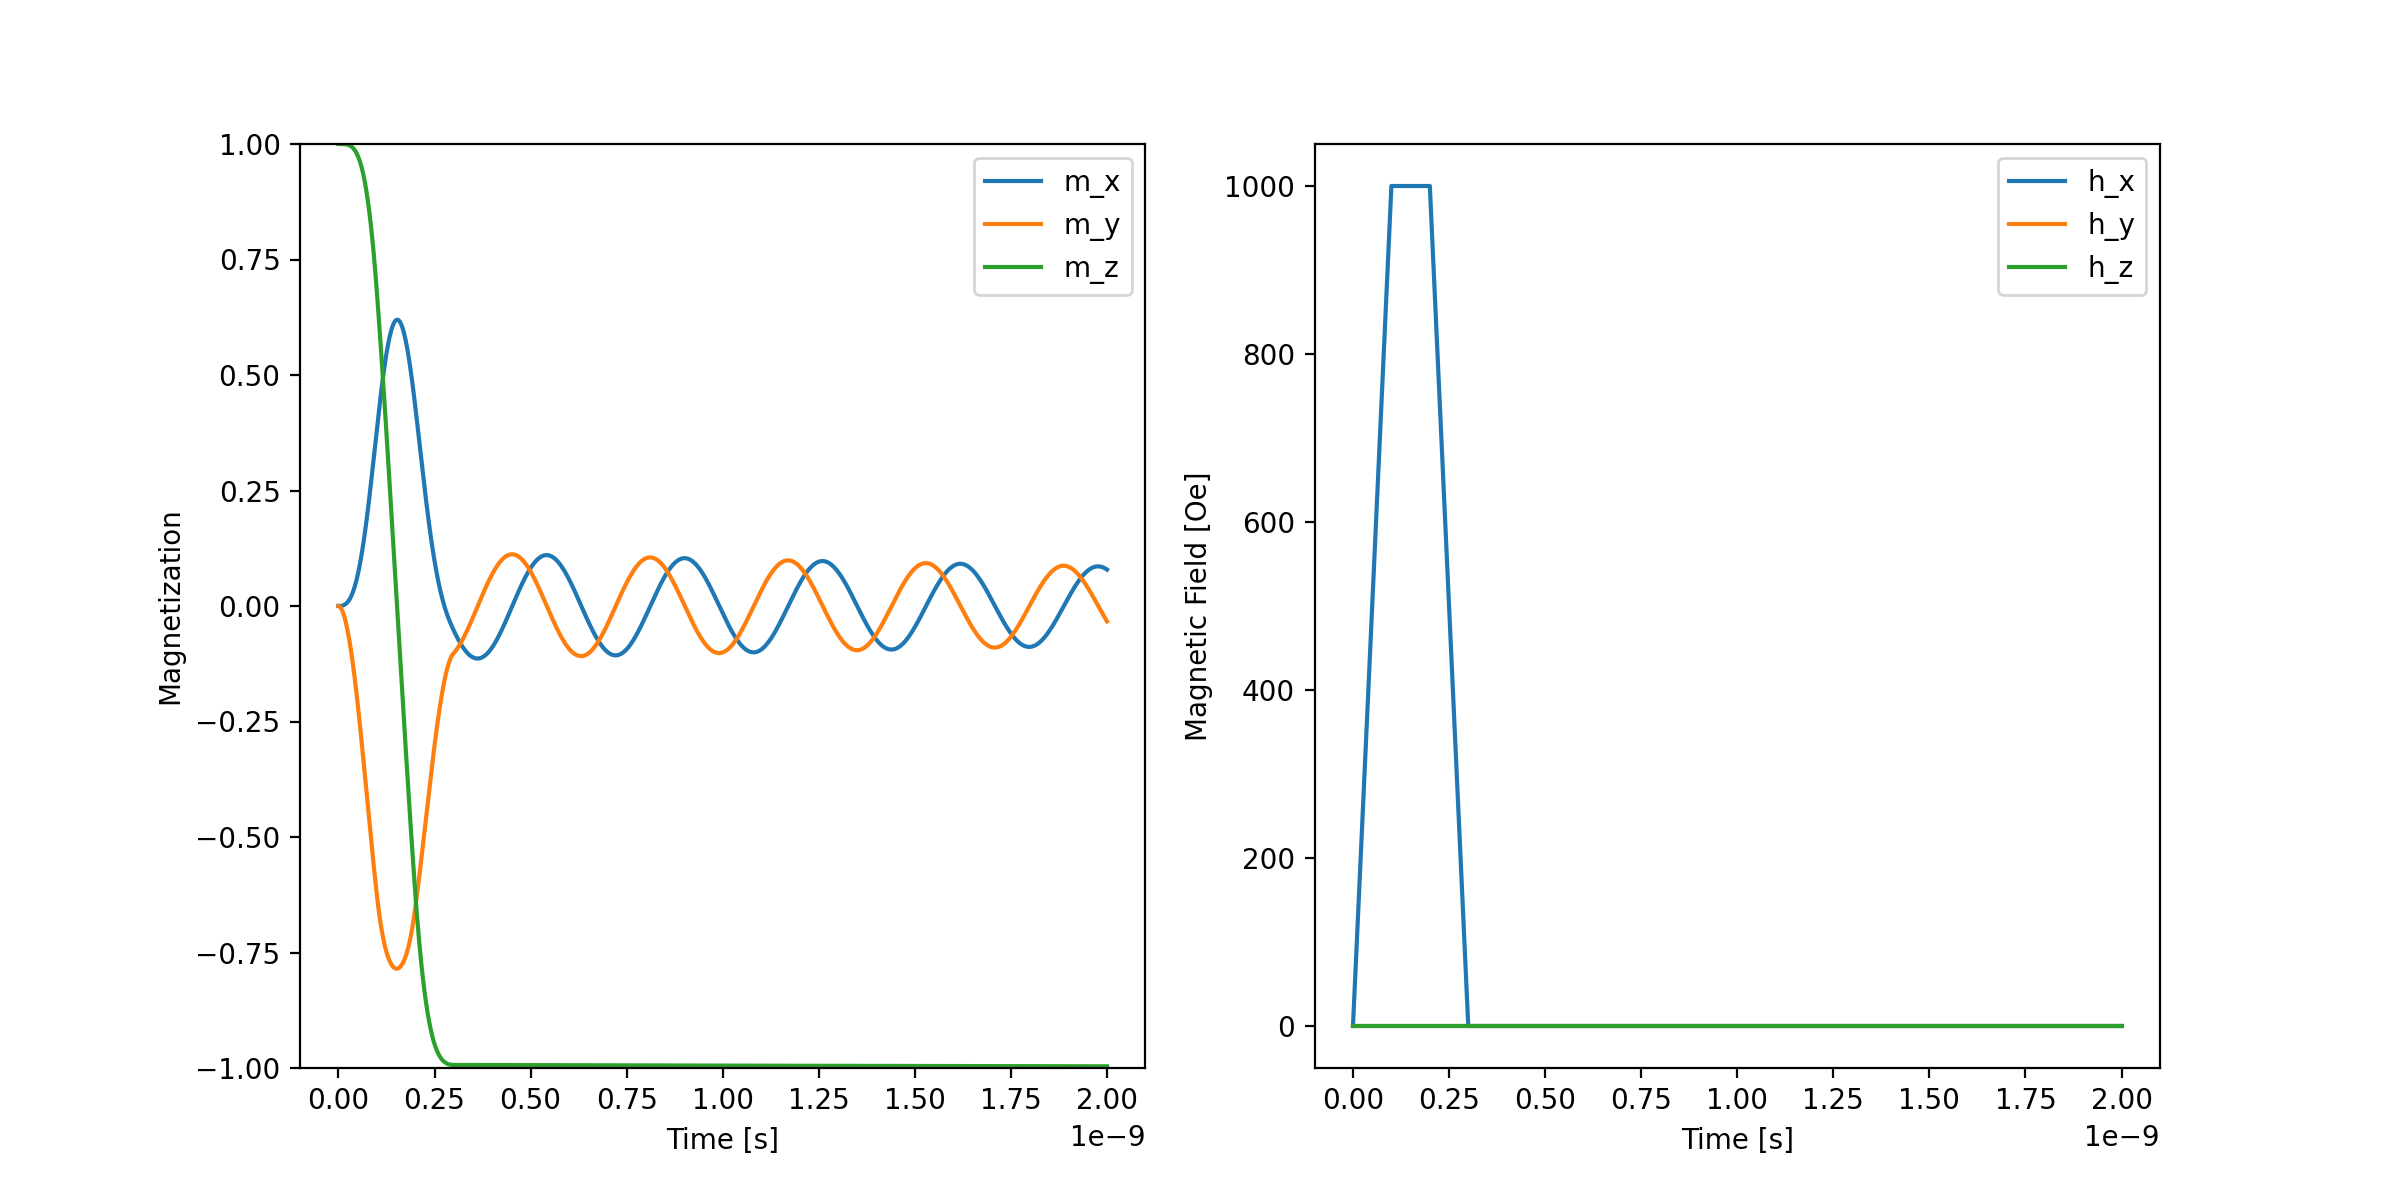 1.00
0.75
0.50
0.25
0.00
−0.25
−0.50
−0.75
−1.00
Magnetization
m_x
m_y
m_z
0.00 0.25 0.50 0.75 1.00 1.25 1.50 1.75 2.00
Time [s]
1e−9
1000
800
600
400
200
0
Magnetic Field [Oe]
h_x
h_y
h_z
0.00 0.25 0.50 0.75 1.00 1.25 1.50 1.75 2.00
Time [s]
1e−9